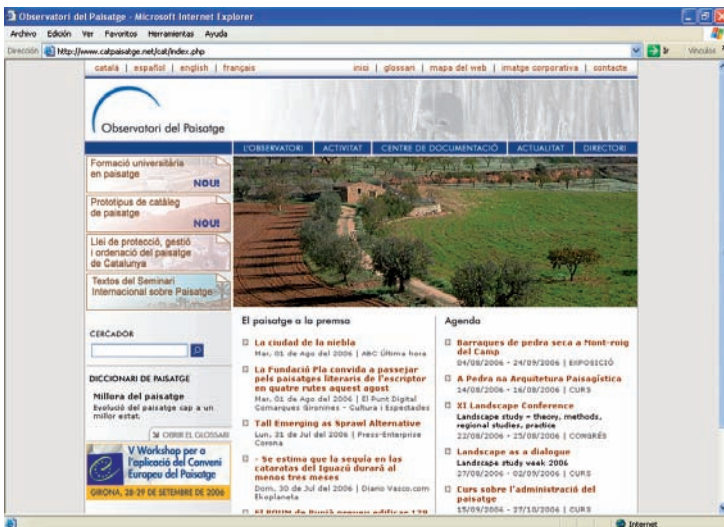 Observatori del Paisatge - Microsoft Internet Explorer
Archivo Edición Ver Favoritos Herramientas Ayuda
Dirección http://www.catpaisatge.net/cat/index.php Ir Vínculos
català | español | english | français
inici | glossari | mapa del web | imatge corporativa | contacte
Observatori del Paisatge
L'OBSERVATORI ACTIVITAT CENTRE DE DOCUMENTACIÓ ACTUALITAT DIRECTORI
Formació universitària
en paisatge
NOU!
Prototipus de catàleg
de paisatge
NOU!
Llei de protecció, gestió
i ordenació del paisatge
de Catalunya
Textos del Seminari
Internacional sobre Paisatge
CERCADOR
DICCIONARI DE PAISATGE
Millora del paisatge
Evolució del paisatge cap a un
millor estat.
OBRIR EL GLOSSARI
V Workshop per a
l'aplicació del Conveni
Europeu del Paisatge
GIRONA, 28-29 DE SETEMBRE DE 2006
El paisatge a la premsa
La ciudad de la niebla
Mar, 01 de Ago del 2006 | ABC Última hora
La Fundació Pla convida a passejar
pels paisatges literaris de l'escriptor
en quatre rutes aquest agost
Mar, 01 de Ago del 2006 | El Punt Digital
Comarques Gironines - Cultura i Espectacles
Tall Emerging as Sprawl Alternative
Lun, 31 de Jul del 2006 | Press-Enterprise
Corona
- Se estima que la sequía en las
cataratas del Iguazú durará al
menos tres meses
Dom, 30 de Jul del 2006 | Diario Vasco.com
Ekoplaneta
Agenda
Barraques de pedra seca a Mont-roig
del Camp
04/08/2006 - 24/09/2006 | EXPOSICIÓ
A Pedra na Arquitetura Paisagística
14/08/2006 - 16/08/2006 | CURS
XI Landscape Conference
Landscape study - theory, methods,
regional studies, practice
22/08/2006 - 25/08/2006 | CONGRÉS
Landscape as a dialogue
Landscape study week 2006
27/08/2006 - 02/09/2006 | CURS
Curs sobre l'administració del
paisatge
15/09/2006 - 27/10/2006 | CURS
Internet